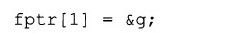 fptr[1] = &g;